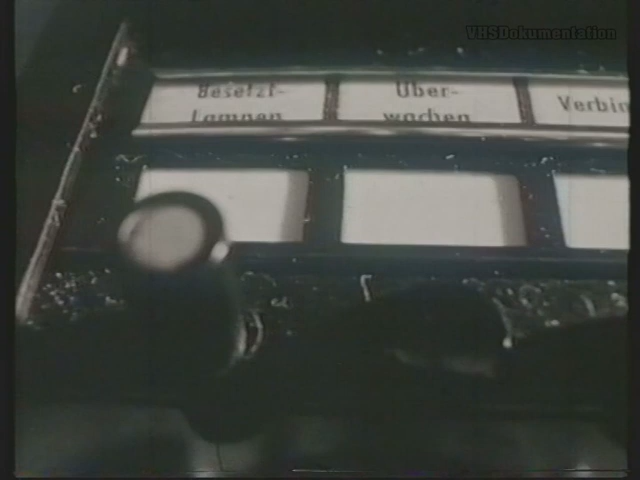 VHSDokumentation
Besetzt-
Lampen
Über-
wachen
Verbin